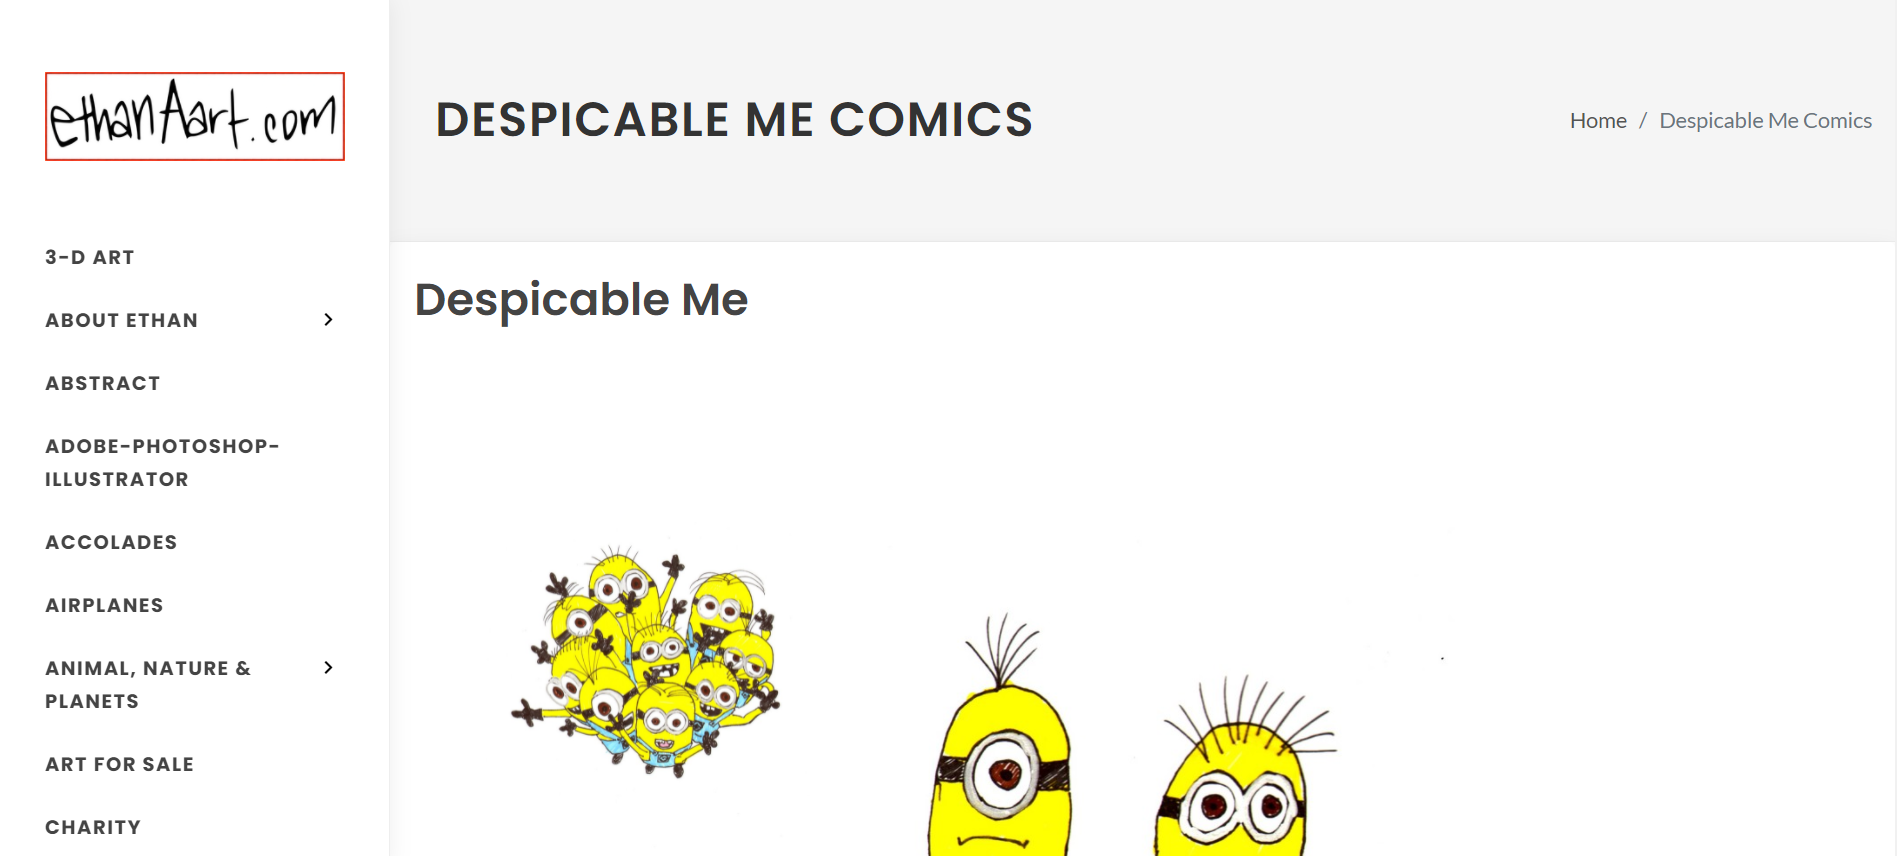 ethanAart.com
3-D ART
ABOUT ETHAN
ABSTRACT
ADOBE-PHOTOSHOP-
ILLUSTRATOR
ACCOLADES
AIRPLANES
ANIMAL, NATURE &
PLANETS
ART FOR SALE
CHARITY
DESPICABLE ME COMICS
Home / Despicable Me Comics
Despicable Me